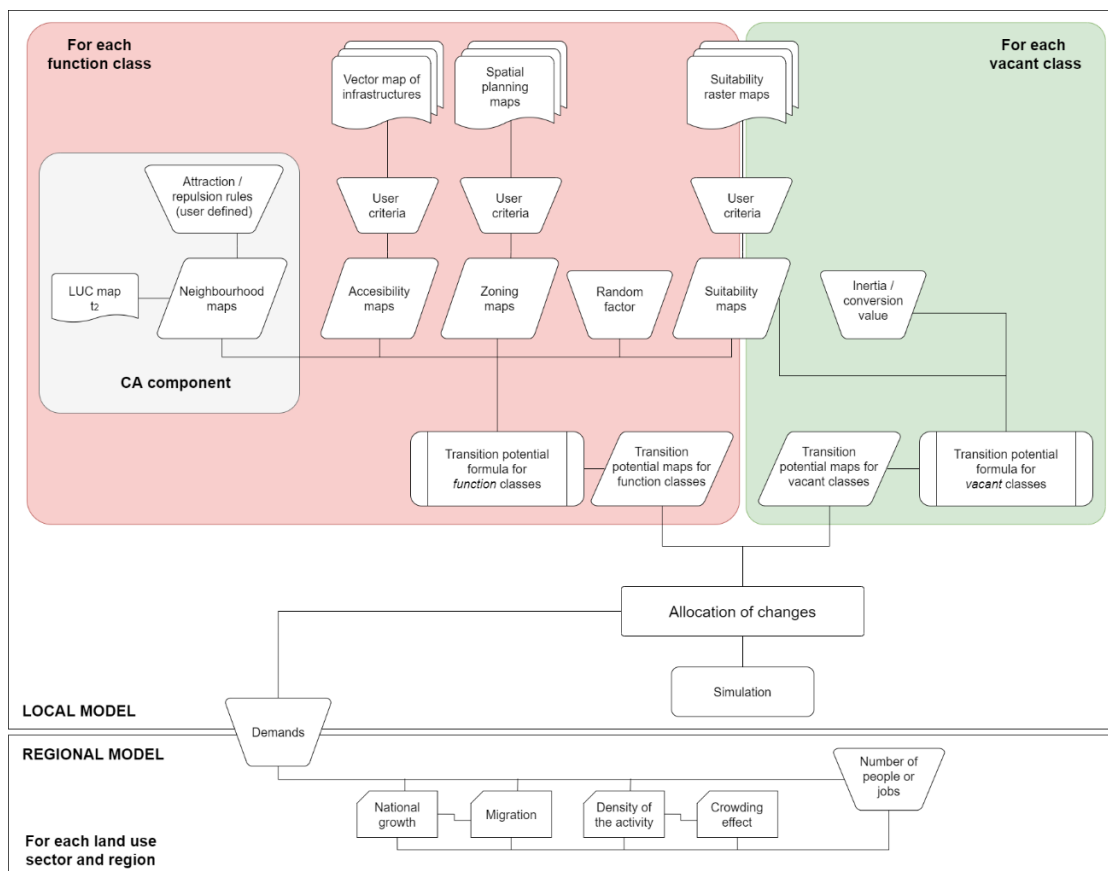 For each
function class
Vector map of
infrastructures
Spatial
planning
maps
Suitability
raster maps
For each
vacant class
Attraction /
repulsion rules
(user defined)
User
criteria
User
criteria
User
criteria
LUC map
t2
Neighbourhood
maps
Accesibility
maps
Zoning
maps
Random
factor
Suitability
maps
Inertia /
conversion
value
CA component
Transition potential
formula for
function classes
Transition
potential maps for
function classes
Transition
potential maps for
vacant classes
Transition potential
formula for
vacant classes
Allocation of changes
Simulation
LOCAL MODEL
Demands
REGIONAL MODEL
Number of
people or
jobs
National
growth
Migration
Density of
the activity
Crowding
effect
For each land use
sector and region